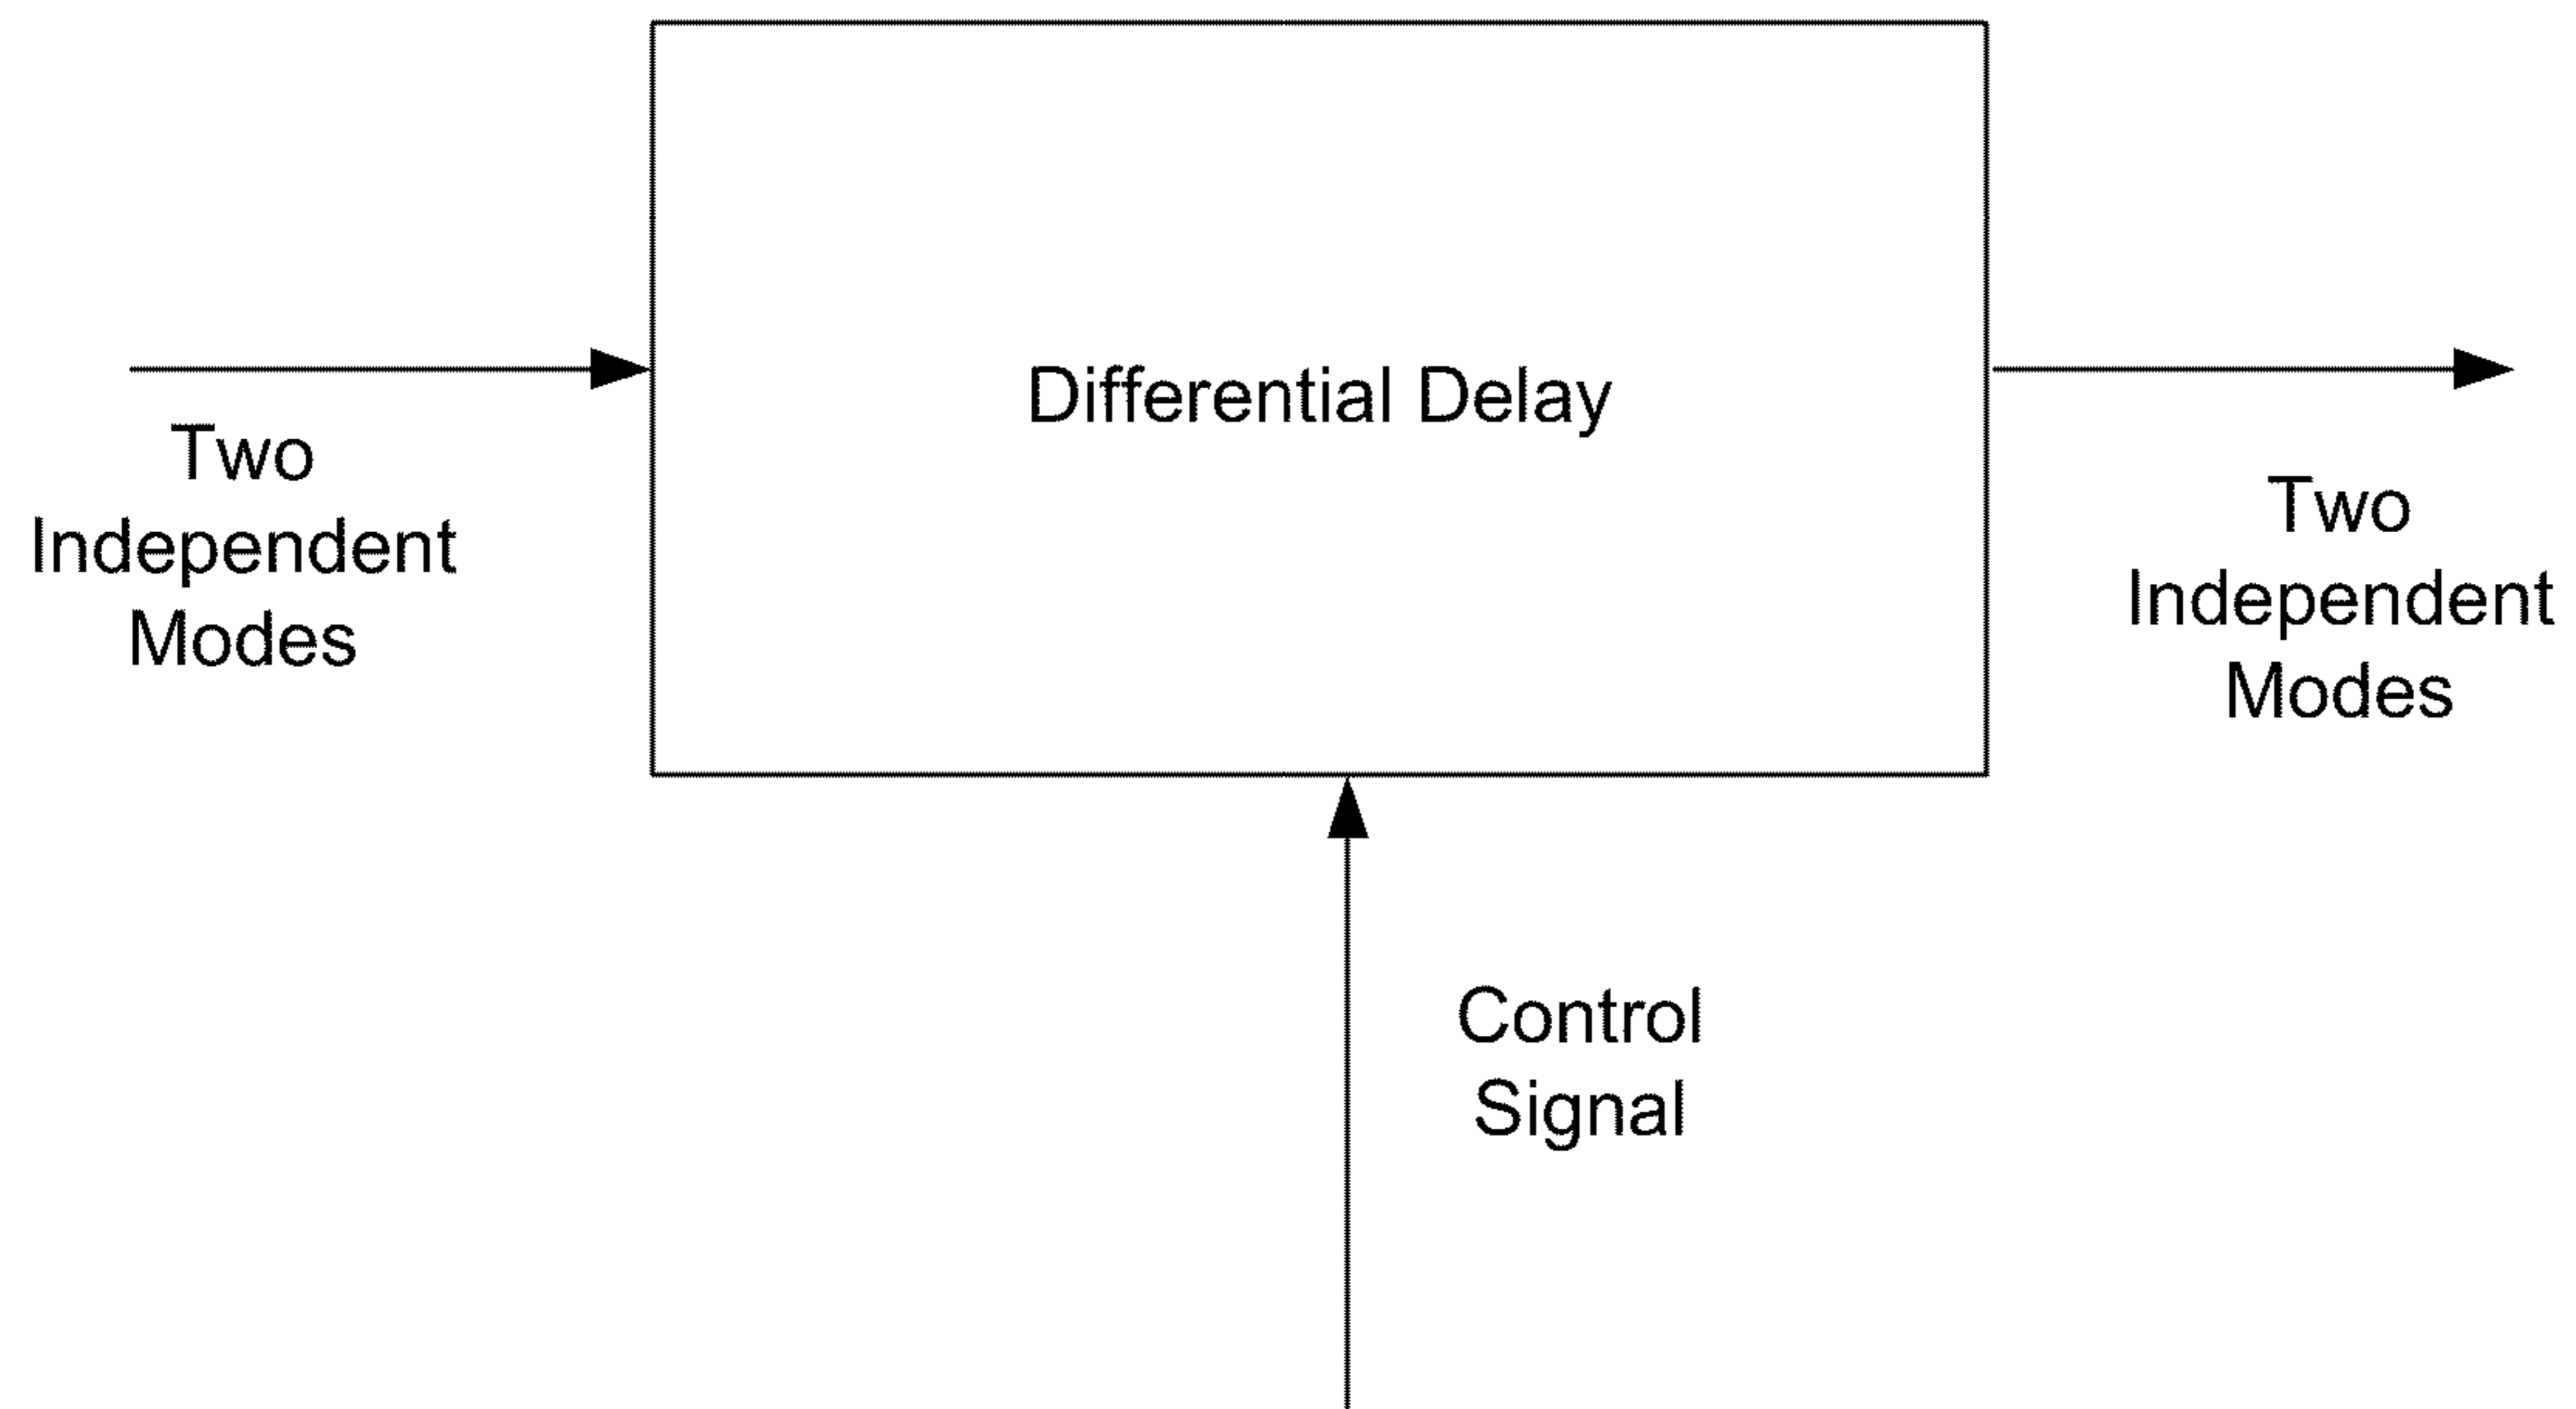 Differential Delay
Two
Independent
Modes
Two
Independent
Modes
Control
Signal